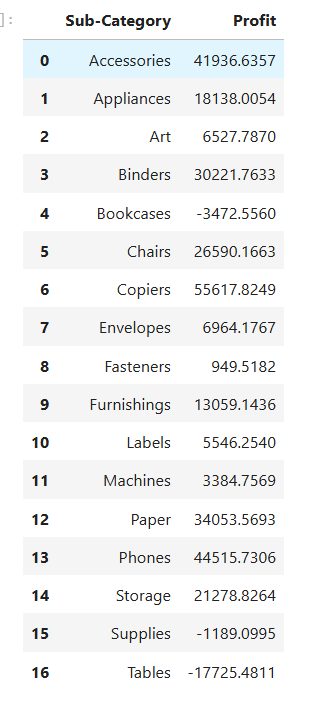 ]:
Sub-Category Profit
0 Accessories 41936.6357
1 Appliances 18138.0054
2 Art 6527.7870
3 Binders 30221.7633
4 Bookcases -3472.5560
5 Chairs 26590.1663
6 Copiers 55617.8249
7 Envelopes 6964.1767
8 Fasteners 949.5182
9 Furnishings 13059.1436
10 Labels 5546.2540
11 Machines 3384.7569
12 Paper 34053.5693
13 Phones 44515.7306
14 Storage 21278.8264
15 Supplies -1189.0995
16 Tables -17725.4811